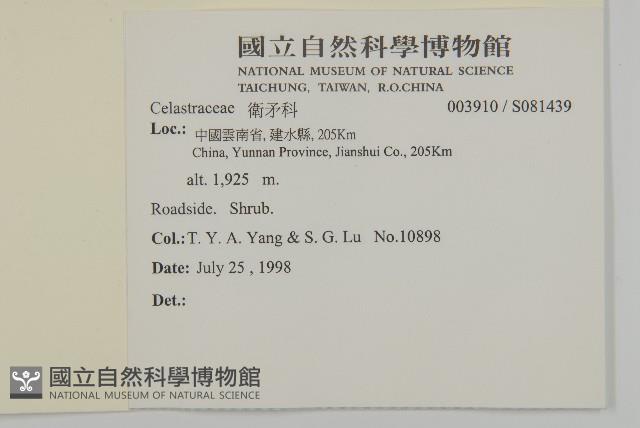 國立自然科學博物館
NATIONAL MUSEUM OF NATURAL SCIENCE
TAICHUNG, TAIWAN, R.O.CHINA
Celastraceae 衛矛科 003910 / S081439
Loc.: 中國雲南省, 建水縣, 205Km
China, Yunnan Province, Jianshui Co., 205Km
alt. 1,925 m.
Roadside. Shrub.
Col.: T. Y. A. Yang & S. G. Lu No.10898
Date: July 25 , 1998
Det.:
國立自然科學博物館
NATIONAL MUSEUM OF NATURAL SCIENCE